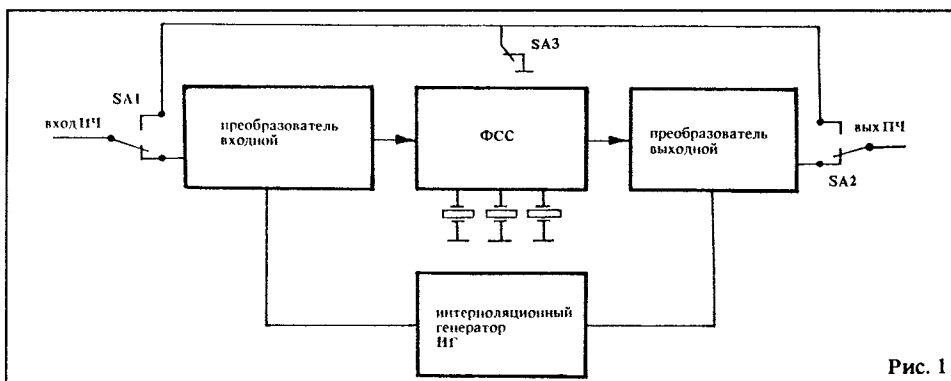 SA3
SA1
вход ПЧ
преобразователь
входной
ФСС
преобразователь
выходной
вых ПЧ
SA2
интерполяционный
генератор
ИГ
Рис. 1